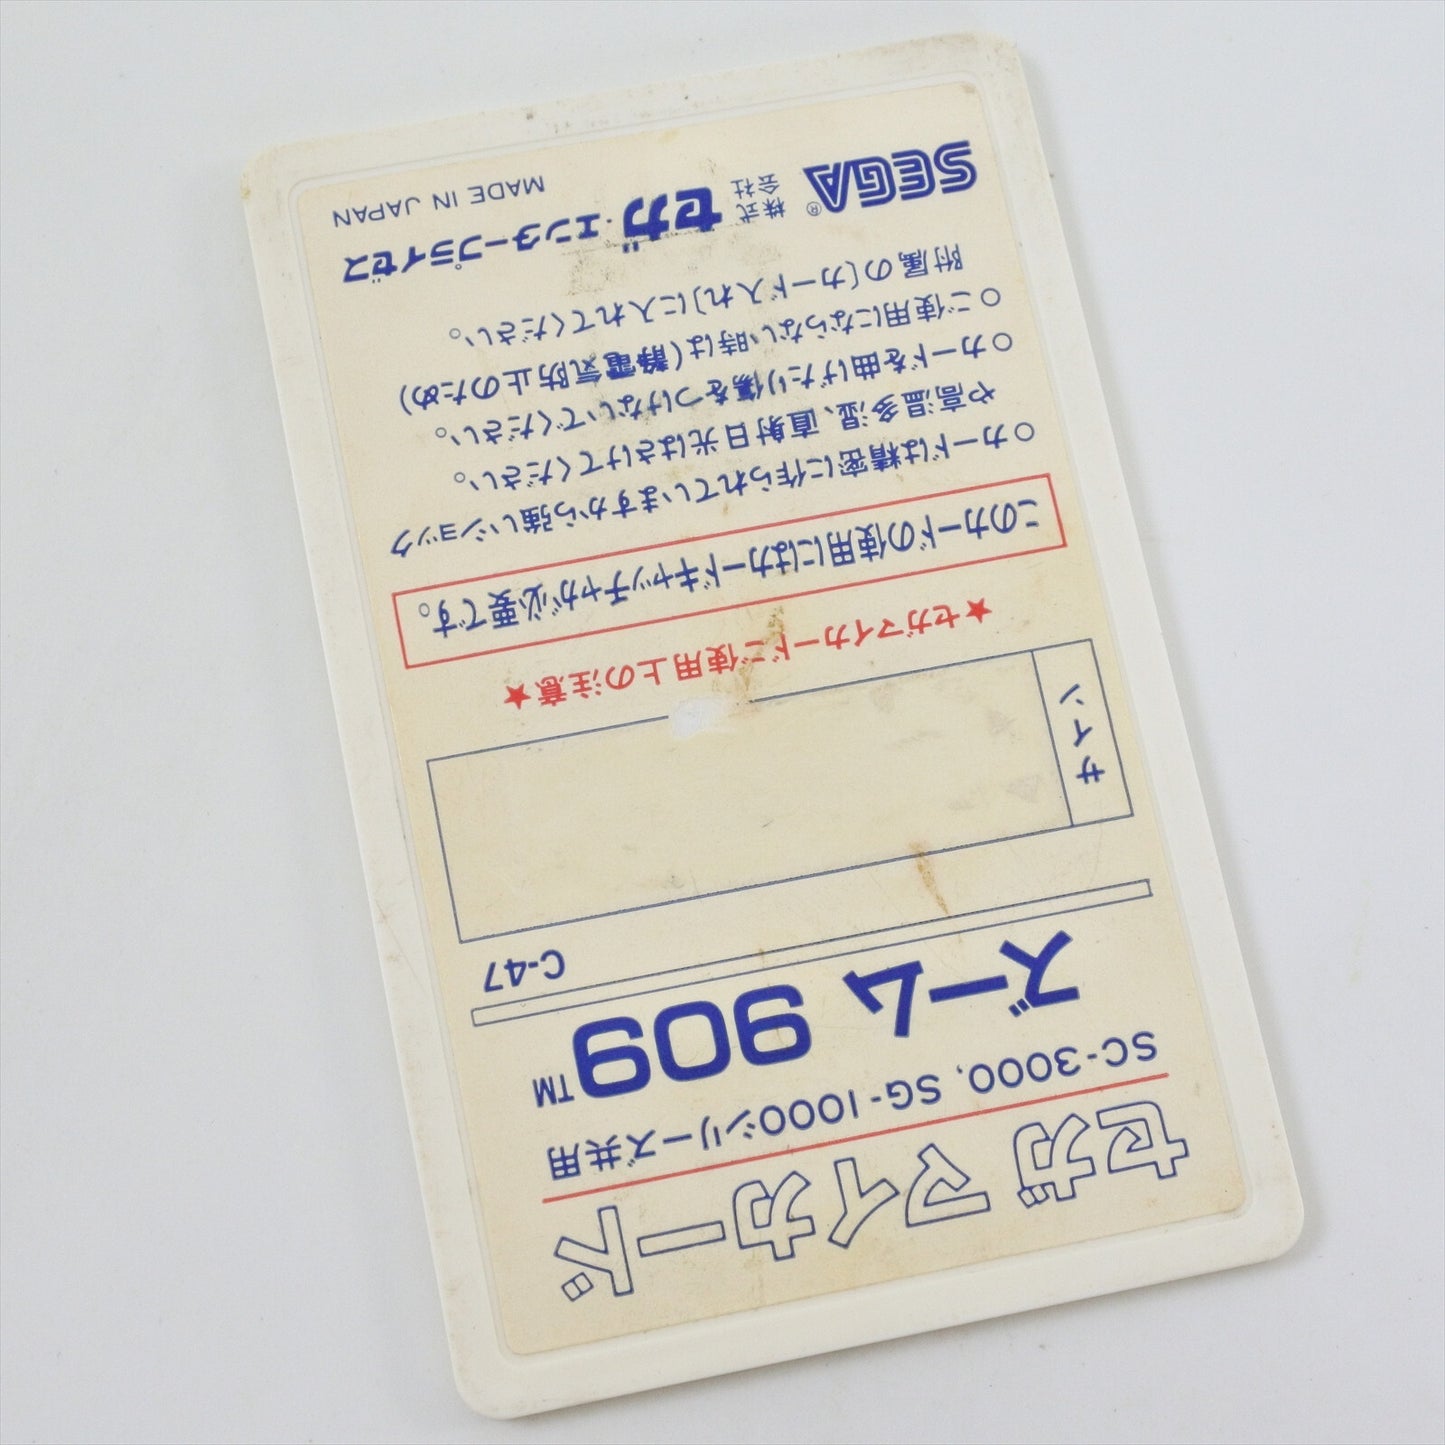 セガ マイカード
SC-3000, SG-1000シリーズ共用
ズーム 909 TM
C-47
サイン
★セガマイカードご使用上の注意★
このカードの使用にはカードキャッチャが必要です。
○カードは精密に作られていますから強いショック
や高温多湿、直射日光はさけてください。
○カードを曲げたり傷をつけないでください。
○ご使用にならない時は(静電気防止のため)
附属の〔カード入れ〕に入れてください。
SEGA® 株式会社 セガ・エンタープライゼス
MADE IN JAPAN